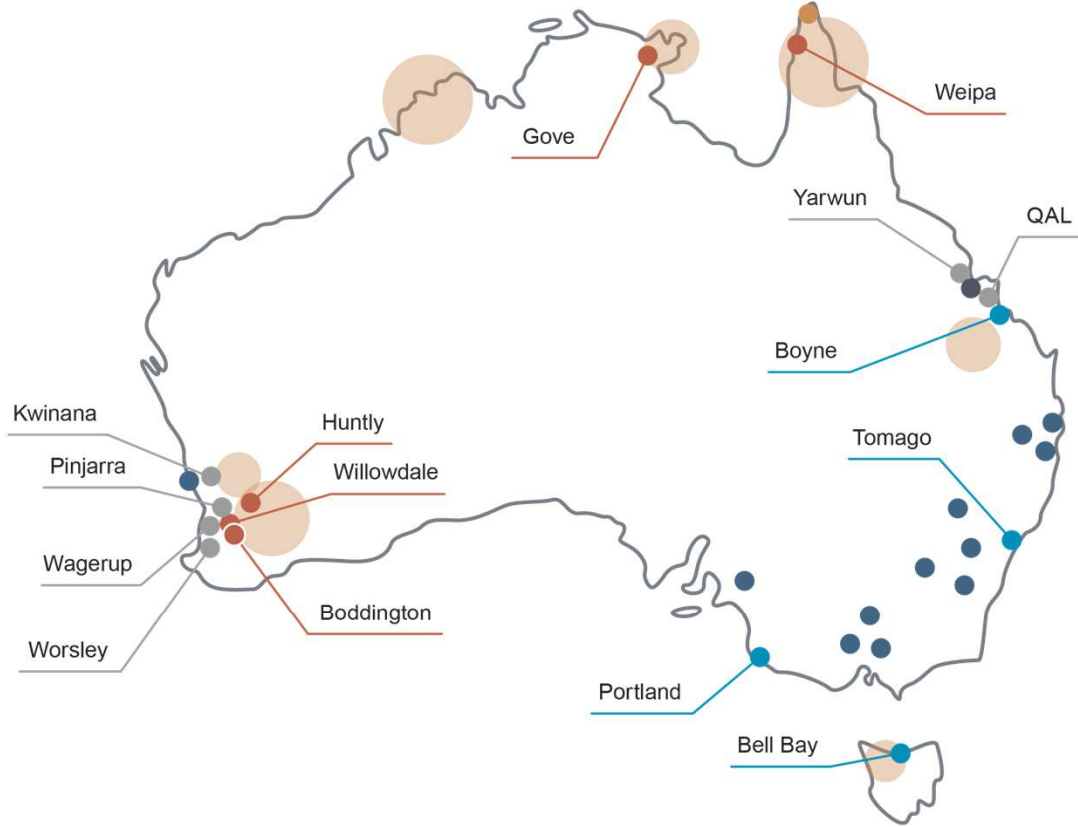 Weipa
Gove
Yarwun
QAL
Boyne
Kwinana
Huntly
Tomago
Pinjarra
Willowdale
Wagerup
Boddington
Worsley
Portland
Bell Bay